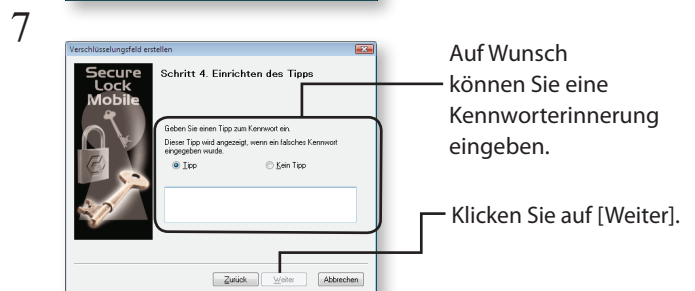 7
Verschlüsselungsfeld erstellen
Secure
Lock
Mobile
Schritt 4. Einrichten des Tipps
Geben Sie einen Tipp zum Kennwort ein.
Dieser Tipp wird angezeigt, wenn ein falsches Kennwort
eingegeben wurde.
Tipp
Kein Tipp
Zurück
Weiter
Abbrechen
Auf Wunsch
können Sie eine
Kennworterinnerung
eingeben.
Klicken Sie auf [Weiter].